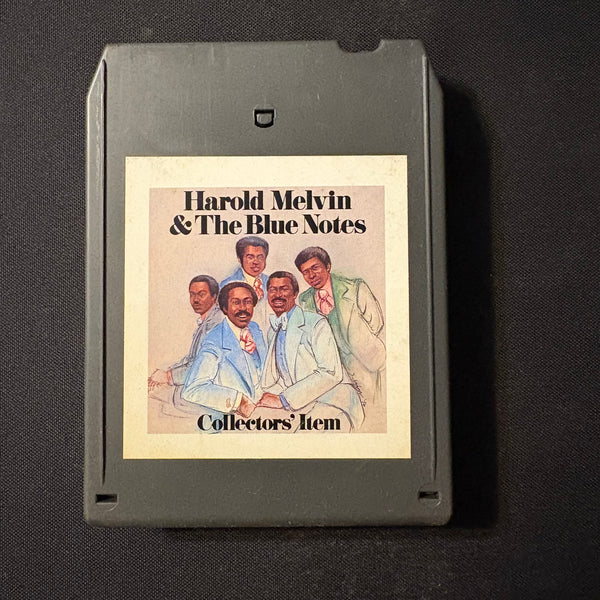 Harold Melvin
& The Blue Notes
Collectors' Item